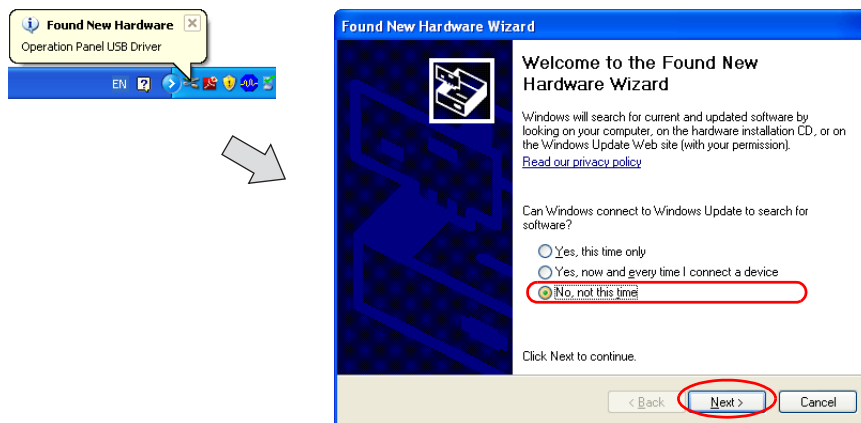 Found New Hardware
Operation Panel USB Driver
EN
Found New Hardware Wizard
Welcome to the Found New
Hardware Wizard
Windows will search for current and updated software by
looking on your computer, on the hardware installation CD, or on
the Windows Update Web site (with your permission).
Read our privacy policy
Can Windows connect to Windows Update to search for
software?
Yes, this time only
Yes, now and every time I connect a device
No, not this time
Click Next to continue.
< Back
Next >
Cancel